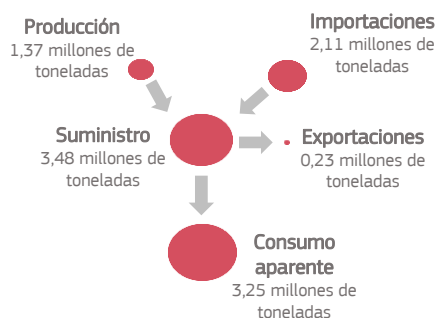 Producción
1,37 millones de
toneladas
Importaciones
2,11 millones de
toneladas
Suministro
3,48 millones de
toneladas
Exportaciones
0,23 millones de
toneladas
Consumo
aparente
3,25 millones de
toneladas